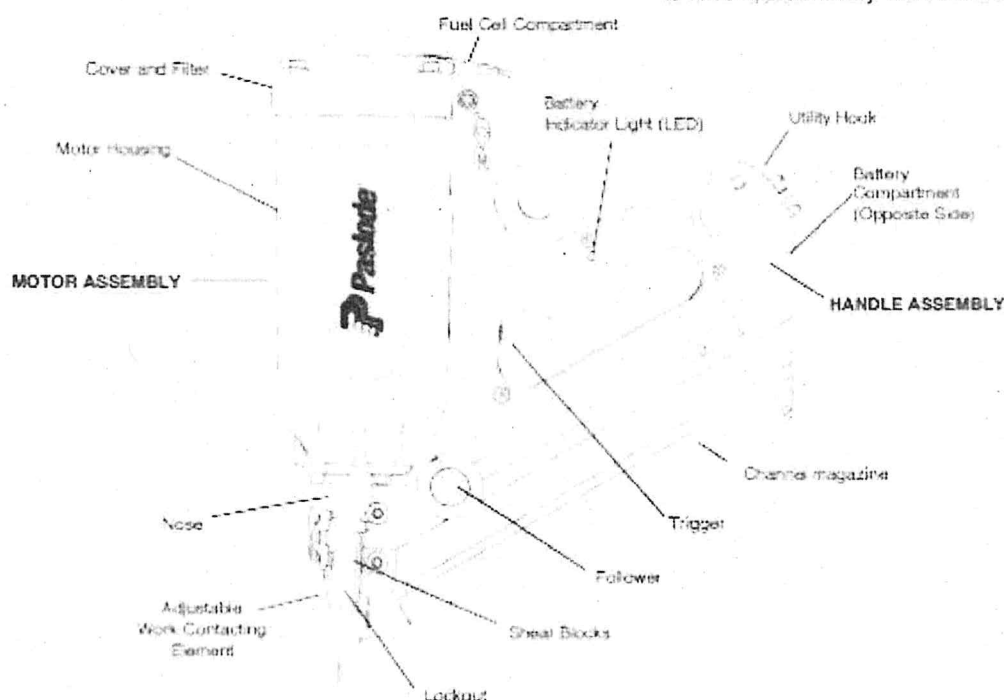 Fuel Cell Compartment
Cover and Filter
Battery
Indicator Light (LED)
Utility Hook
Motor Housing
Battery
Compartment
(Opposite Side)
Paslode
MOTOR ASSEMBLY
HANDLE ASSEMBLY
Channel magazine
Nose
Trigger
Follower
Adjustable
Work Contacting
Element
Shear Blocks
Lockout